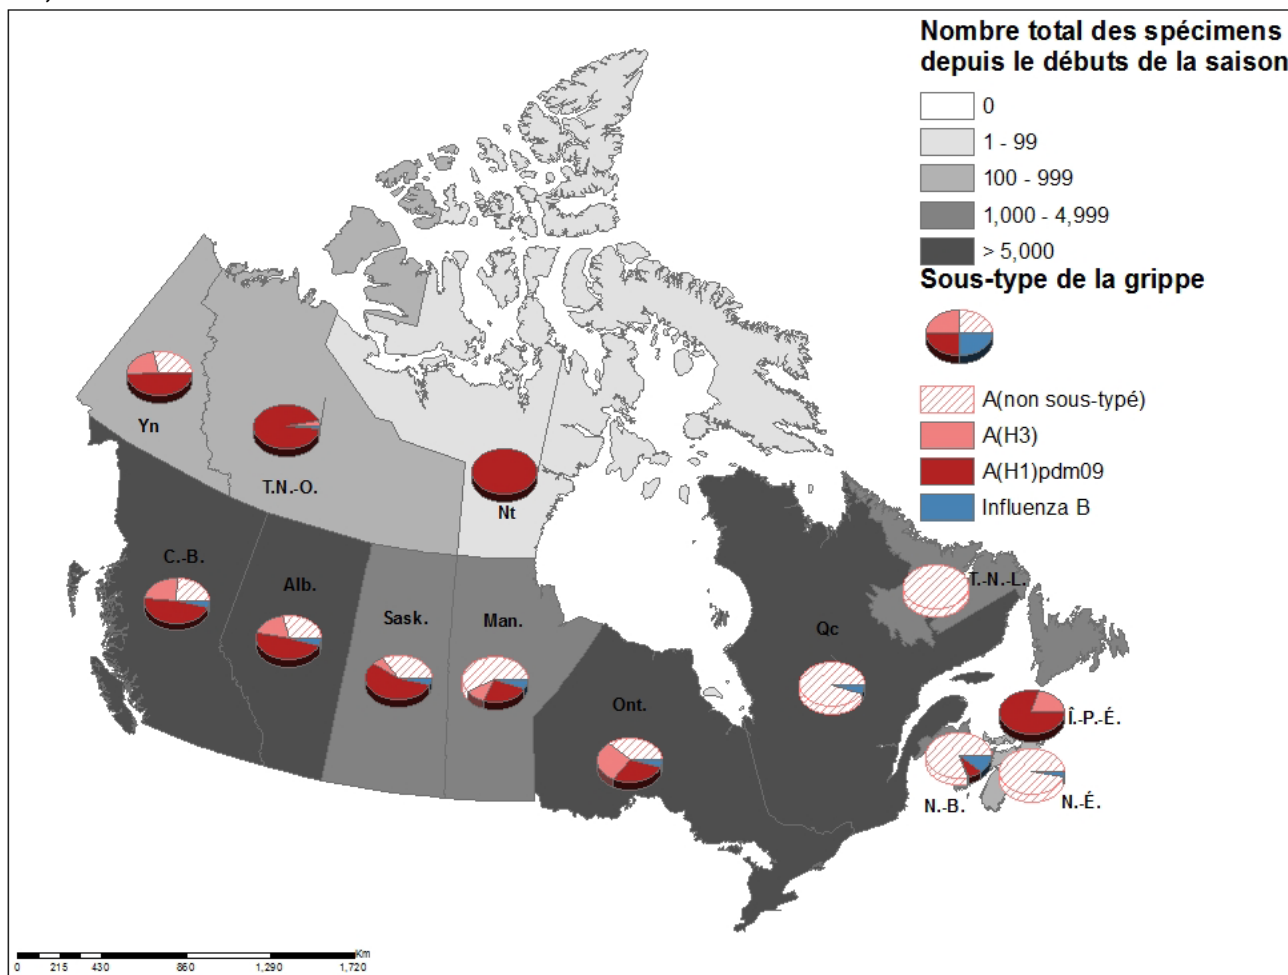 Nombre total des spécimens
depuis le débuts de la saison
0
1 - 99
100 - 999
1,000 - 4,999
> 5,000
Sous-type de la grippe
A(non sous-typé)
A(H3)
A(H1)pdm09
Influenza B
Yn
T.N.-O.
Nt
C.-B.
Alb.
Sask.
Man.
Ont.
Qc
T.-N.-L.
Î.-P.-É.
N.-B.
N.-É.
Km
0 215 430 860 1,290 1,720